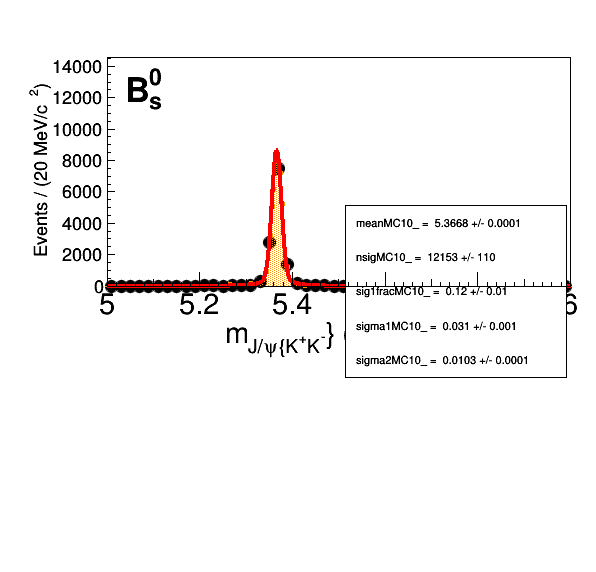 14000
12000
10000
8000
6000
4000
2000
0
Events / (20 MeV/c ²)
B⁰ₛ
meanMC10_ = 5.3668 +/- 0.0001
nsigMC10_ = 12153 +/- 110
sig1fracMC10_ = 0.12 +/- 0.01
sigma1MC10_ = 0.031 +/- 0.001
sigma2MC10_ = 0.0103 +/- 0.0001
5 5.2 5.4 6
m J/ψ{K⁺K⁻}